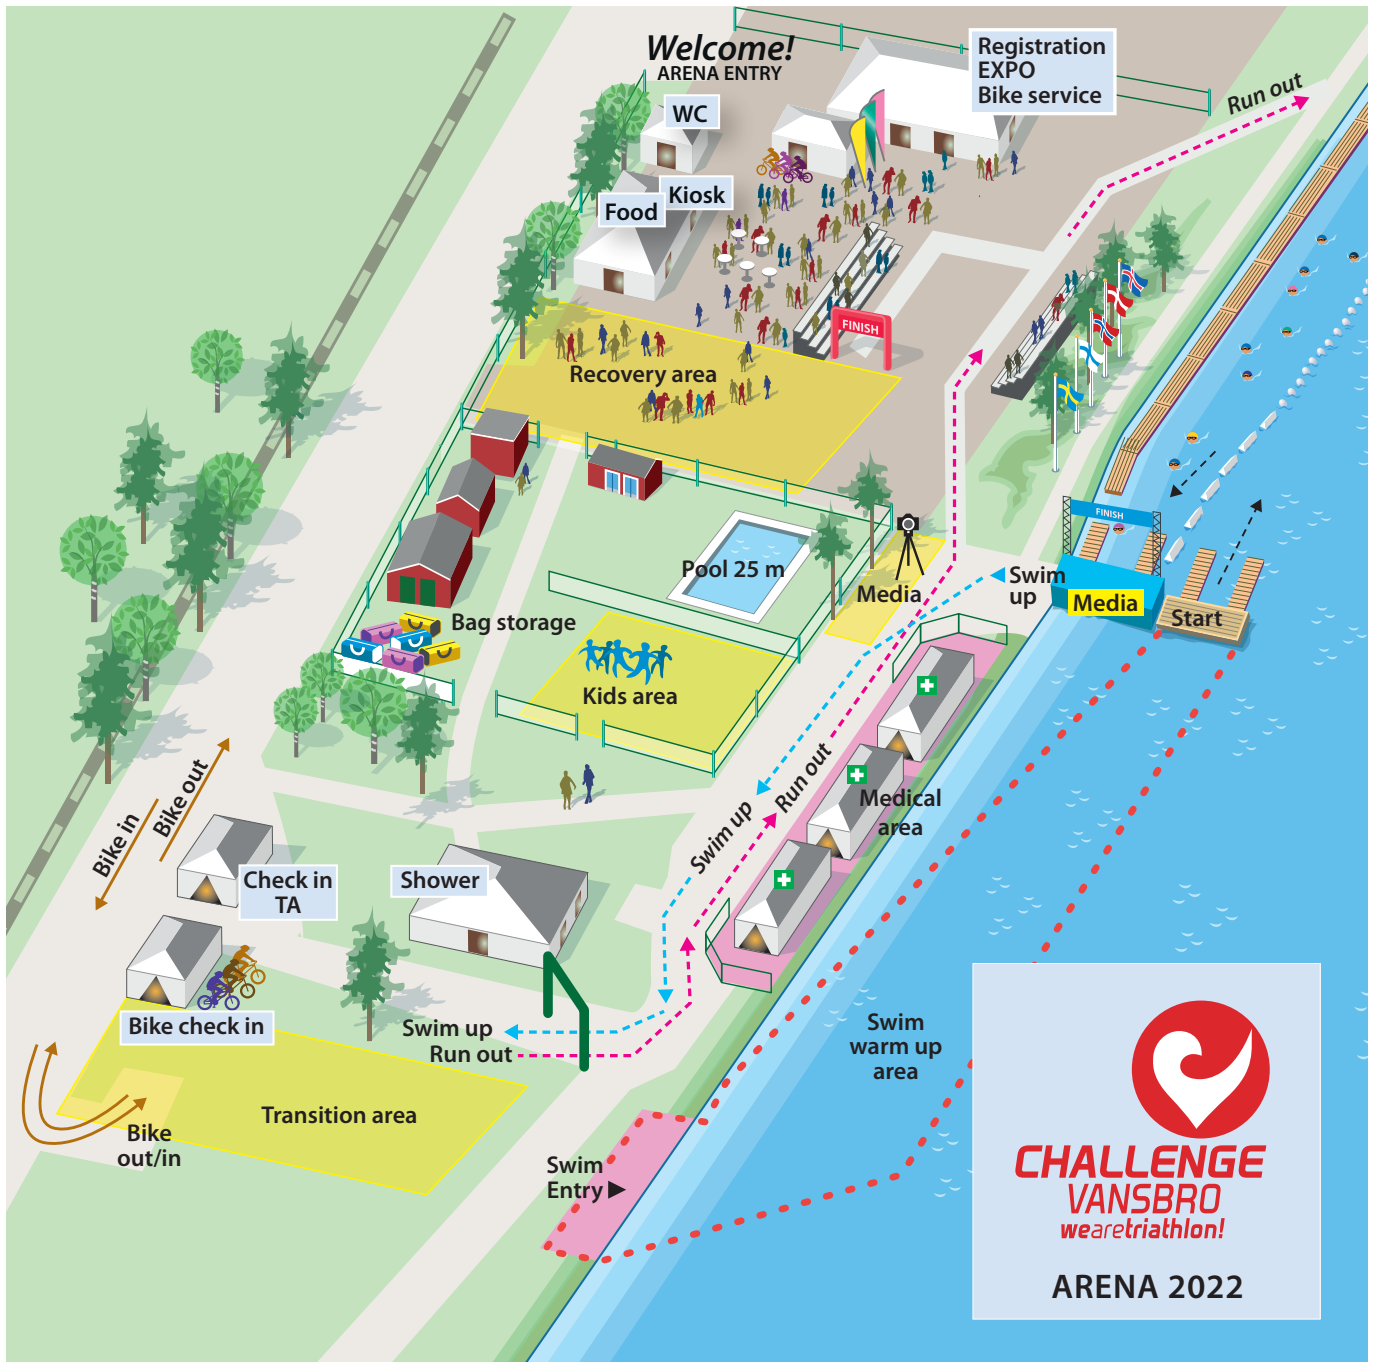 Welcome!
ARENA ENTRY
Registration
EXPO
Bike service
WC
Run out
Kiosk
Food
FINISH
Recovery area
FINISH
Pool 25 m
Media
Swim
up
Media
Start
Bag storage
Kids area
Bike out
Bike in
Swim up
Run out
Medical
area
Check in
TA
Shower
Bike check in
Swim up
Run out
Swim
warm up
area
Transition area
Bike
out/in
Swim
Entry ►
CHALLENGE
VANSBRO
wearetriathlon!
ARENA 2022